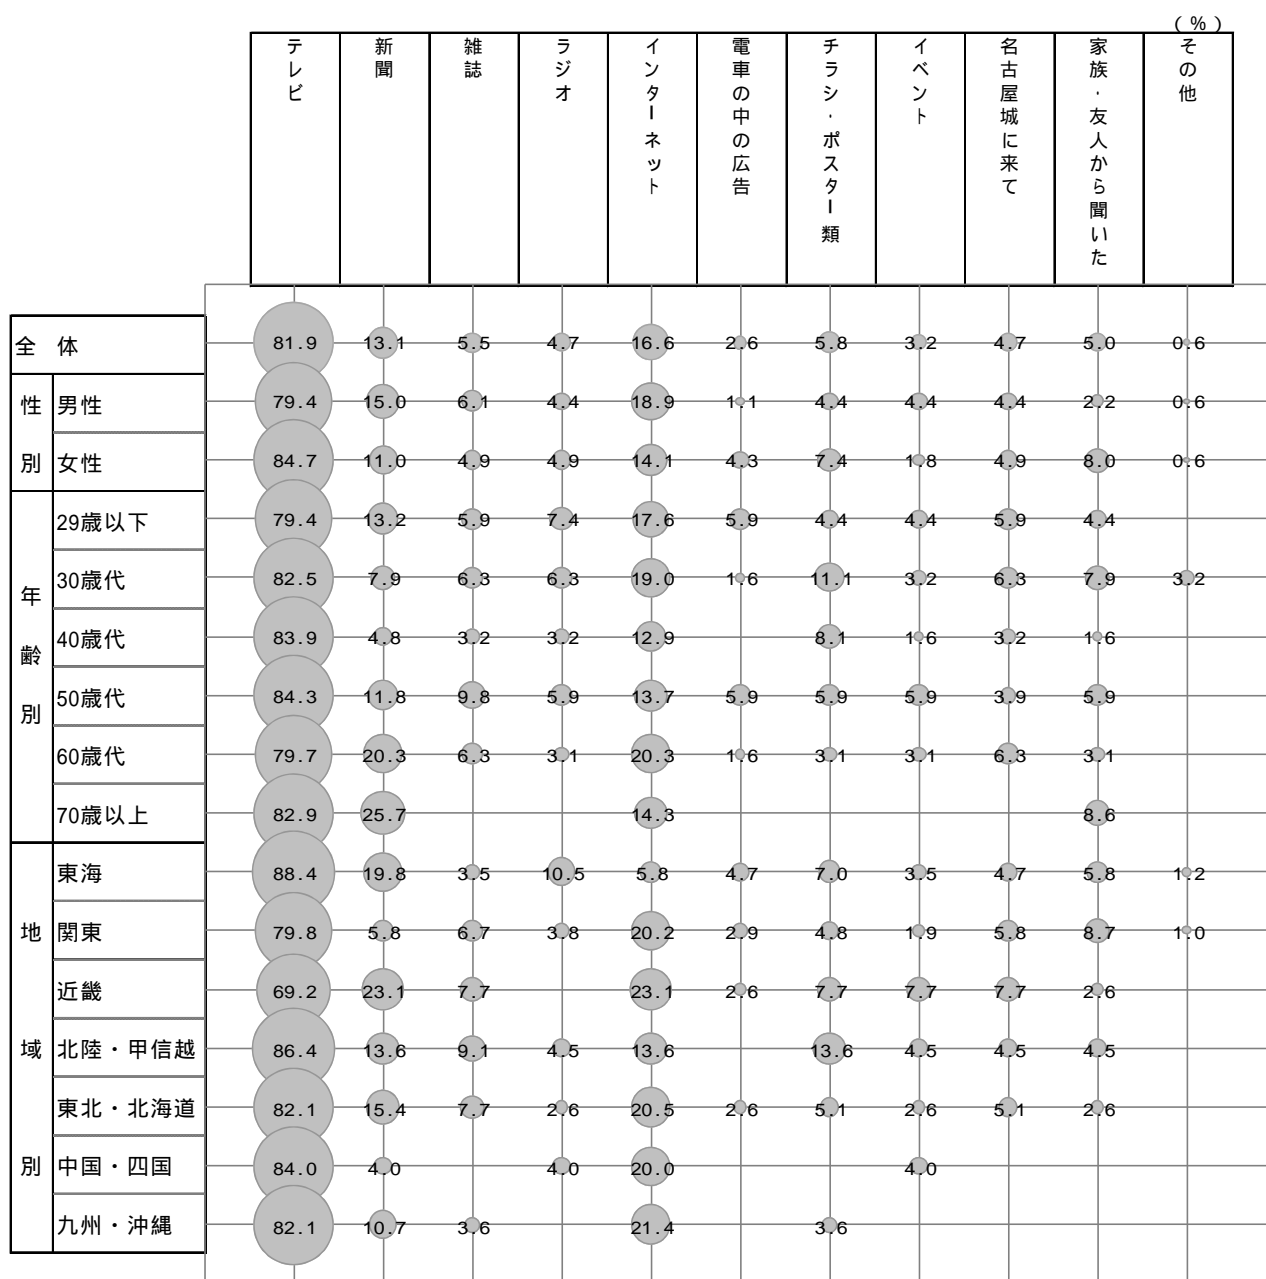 （％）
テレビ
新聞
雑誌
ラジオ
インターネット
電車の中の広告
チラシ・ポスター類
イベント
名古屋城に来て
家族・友人から聞いた
その他
全 体 81.9 13.1 5.5 4.7 16.6 2.6 5.8 3.2 4.7 5.0 0.6
性別
男性 79.4 15.0 6.1 4.4 18.9 1.1 4.4 4.4 4.4 2.2 0.6
女性 84.7 11.0 4.9 4.9 14.1 4.3 7.4 1.8 4.9 8.0 0.6
年齢別
29歳以下 79.4 13.2 5.9 7.4 17.6 5.9 4.4 4.4 5.9 4.4
30歳代 82.5 7.9 6.3 6.3 19.0 1.6 11.1 3.2 6.3 7.9 3.2
40歳代 83.9 4.8 3.2 3.2 12.9 8.1 1.6 3.2 1.6
50歳代 84.3 11.8 9.8 5.9 13.7 5.9 5.9 5.9 3.9 5.9
60歳代 79.7 20.3 6.3 3.1 20.3 1.6 3.1 3.1 6.3 3.1
70歳以上 82.9 25.7 14.3 8.6
地域別
東海 88.4 19.8 3.5 10.5 5.8 4.7 7.0 3.5 4.7 5.8 1.2
関東 79.8 5.8 6.7 3.8 20.2 2.9 4.8 1.9 5.8 8.7 1.0
近畿 69.2 23.1 7.7 23.1 2.6 7.7 7.7 7.7 2.6
北陸・甲信越 86.4 13.6 9.1 4.5 13.6 13.6 4.5 4.5 4.5
東北・北海道 82.1 15.4 7.7 2.6 20.5 2.6 5.1 2.6 5.1 2.6
中国・四国 84.0 4.0 4.0 20.0 4.0
九州・沖縄 82.1 10.7 3.6 21.4 3.6